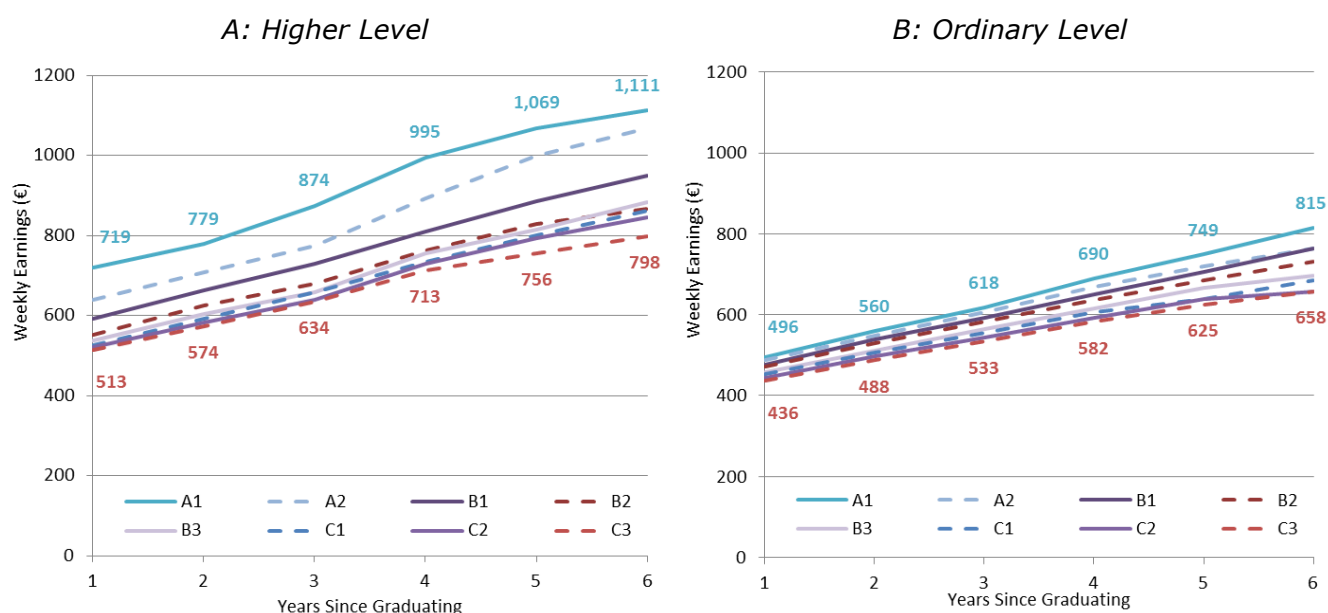 A: Higher Level
1200
1000
800
600
400
200
0
Weekly Earnings (€)
719
779
874
995
1,069
1,111
513
574
634
713
756
798
A1
A2
B1
B2
B3
C1
C2
C3
1
2
3
4
5
6
Years Since Graduating
B: Ordinary Level
1200
1000
800
600
400
200
0
Weekly Earnings (€)
496
560
618
690
749
815
436
488
533
582
625
658
A1
A2
B1
B2
B3
C1
C2
C3
1
2
3
4
5
6
Years Since Graduating